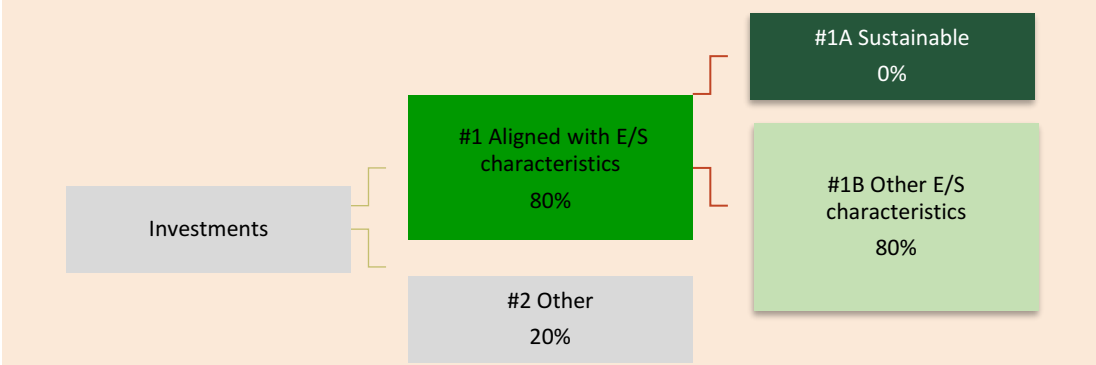 Investments
#1 Aligned with E/S
characteristics
80%
#2 Other
20%
#1A Sustainable
0%
#1B Other E/S
characteristics
80%